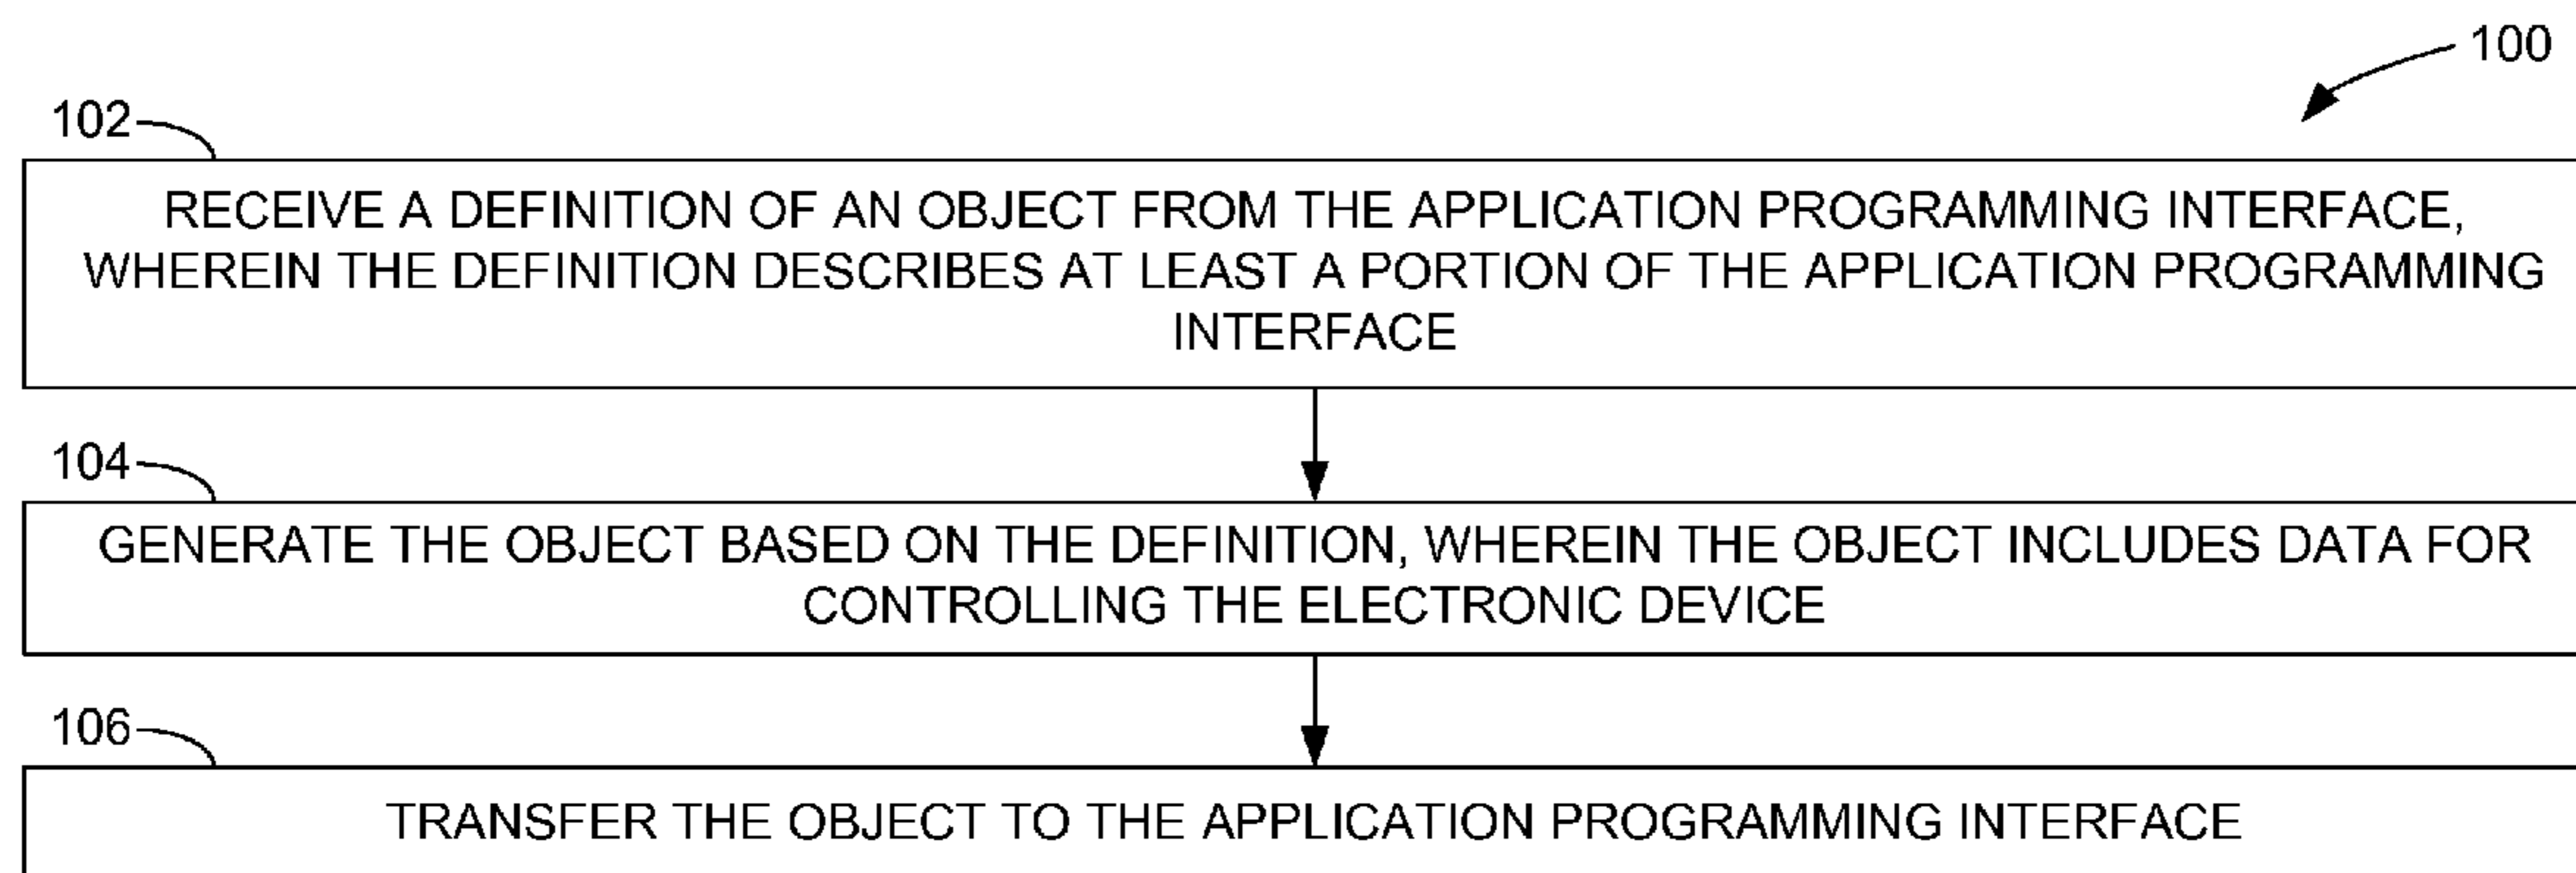 100
102
RECEIVE A DEFINITION OF AN OBJECT FROM THE APPLICATION PROGRAMMING INTERFACE,
WHEREIN THE DEFINITION DESCRIBES AT LEAST A PORTION OF THE APPLICATION PROGRAMMING
INTERFACE
104
GENERATE THE OBJECT BASED ON THE DEFINITION, WHEREIN THE OBJECT INCLUDES DATA FOR
CONTROLLING THE ELECTRONIC DEVICE
106
TRANSFER THE OBJECT TO THE APPLICATION PROGRAMMING INTERFACE